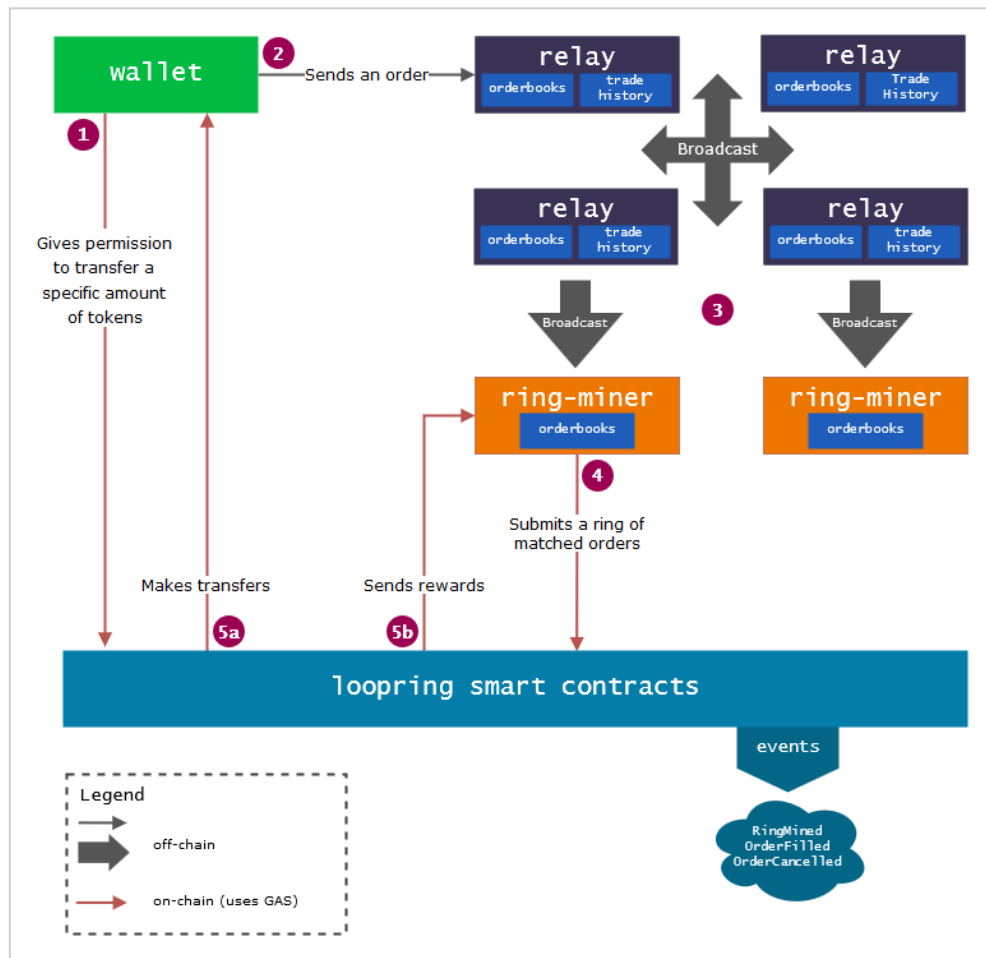 wallet
2
Sends an order
relay
orderbooks
trade
history
relay
orderbooks
Trade
History
1
Broadcast
relay
orderbooks
trade
history
relay
orderbooks
trade
history
Gives permission
to transfer a
specific amount
of tokens
3
Broadcast
Broadcast
ring-miner
orderbooks
ring-miner
orderbooks
4
Submits a ring of
matched orders
Makes transfers
Sends rewards
5a
5b
loopring smart contracts
events
RingMined
OrderFilled
OrderCancelled
Legend
off-chain
on-chain (uses GAS)